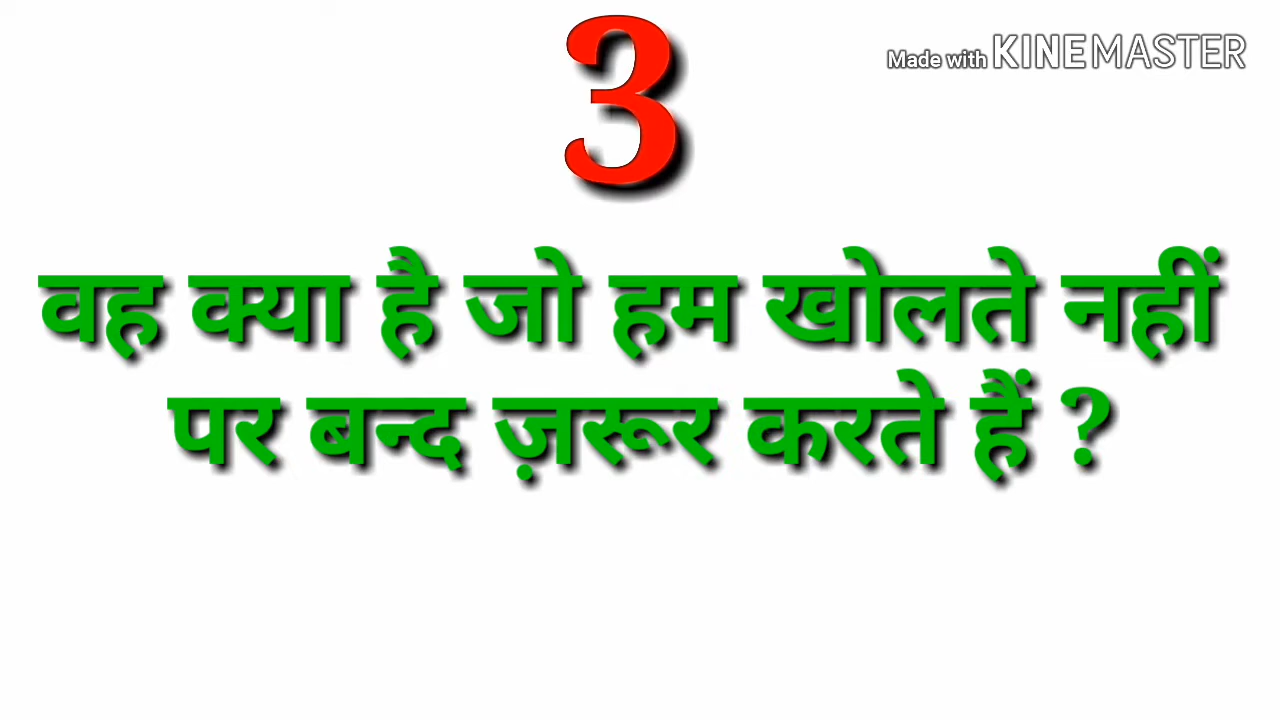 3
Made with KINEMASTER
वह क्या है जो हम खोलते नहीं
पर बन्द ज़रूर करते हैं ?